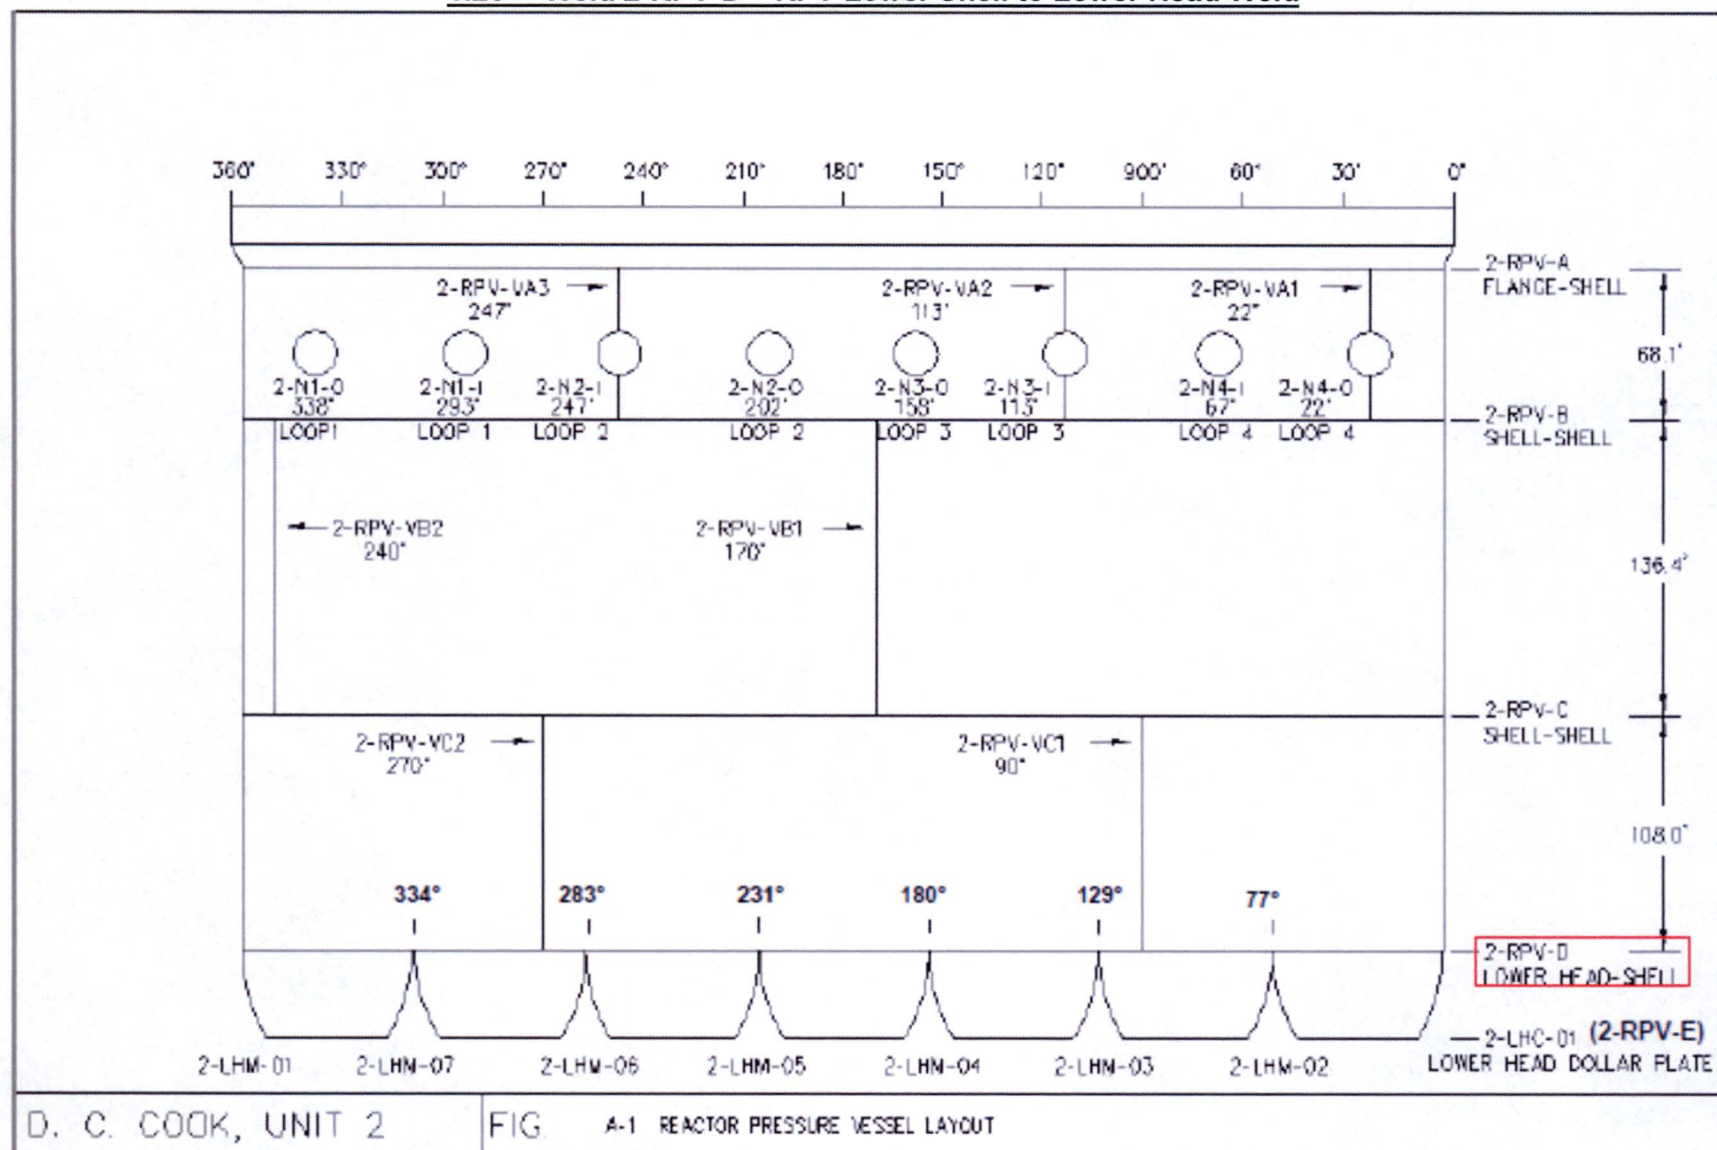 360° 330° 300° 270° 240° 210° 180° 150° 120° 900° 60° 30° 0°
2-RPV-A
FLANGE-SHELL
2-RPV-VA3
247°
2-RPV-VA2
113°
2-RPV-VA1
22°
68.1"
2-N1-O
338°
LOOP1
2-N1-I
293°
LOOP 1
2-N2-I
247°
LOOP 2
2-N2-O
202°
LOOP 2
2-N3-O
158°
LOOP 3
2-N3-I
113°
LOOP 3
2-N4-I
67°
LOOP 4
2-N4-O
22°
LOOP 4
2-RPV-B
SHELL-SHELL
2-RPV-VB2
240°
2-RPV-VB1
170°
136.4"
2-RPV-C
SHELL-SHELL
2-RPV-VC2
270°
2-RPV-VC1
90°
108.0"
334° 283° 231° 180° 129° 77°
2-RPV-D
LOWER HEAD-SHELL
2-LHC-01 (2-RPV-E)
LOWER HEAD DOLLAR PLATE
2-LHM-01 2-LHM-07 2-LHM-06 2-LHM-05 2-LHM-04 2-LHM-03 2-LHM-02
D. C. COOK, UNIT 2
FIG. A-1 REACTOR PRESSURE VESSEL LAYOUT